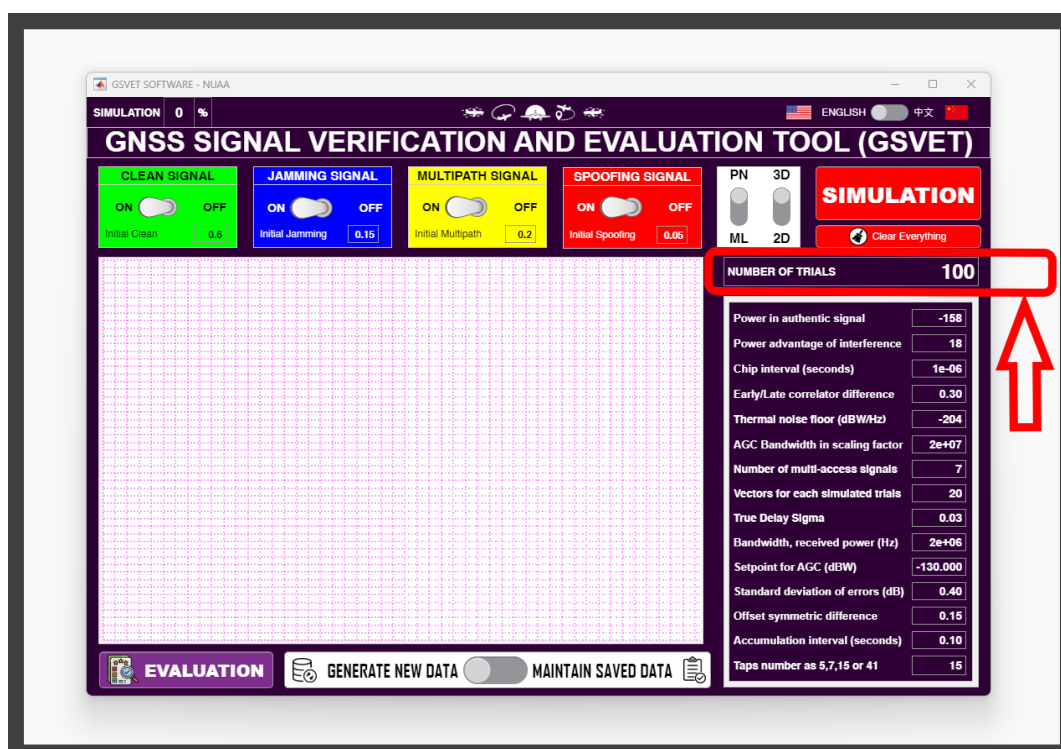 GSVET SOFTWARE - NUAA
SIMULATION 0 % ENGLISH 中文
GNSS SIGNAL VERIFICATION AND EVALUATION TOOL (GSVET)
CLEAN SIGNAL
ON OFF
Initial Clean 0.6
JAMMING SIGNAL
ON OFF
Initial Jamming 0.15
MULTIPATH SIGNAL
ON OFF
Initial Multipath 0.2
SPOOFING SIGNAL
ON OFF
Initial Spoofing 0.05
PN 3D
ML 2D
SIMULATION
Clear Everything
NUMBER OF TRIALS 100
Power in authentic signal -158
Power advantage of interference 18
Chip interval (seconds) 1e-06
Early/Late correlator difference 0.30
Thermal noise floor (dBW/Hz) -204
AGC Bandwidth in scaling factor 2e+07
Number of multi-access signals 7
Vectors for each simulated trials 20
True Delay Sigma 0.03
Bandwidth, received power (Hz) 2e+06
Setpoint for AGC (dBW) -130.000
Standard deviation of errors (dB) 0.40
Offset symmetric difference 0.15
Accumulation interval (seconds) 0.10
Taps number as 5,7,15 or 41 15
EVALUATION
GENERATE NEW DATA MAINTAIN SAVED DATA